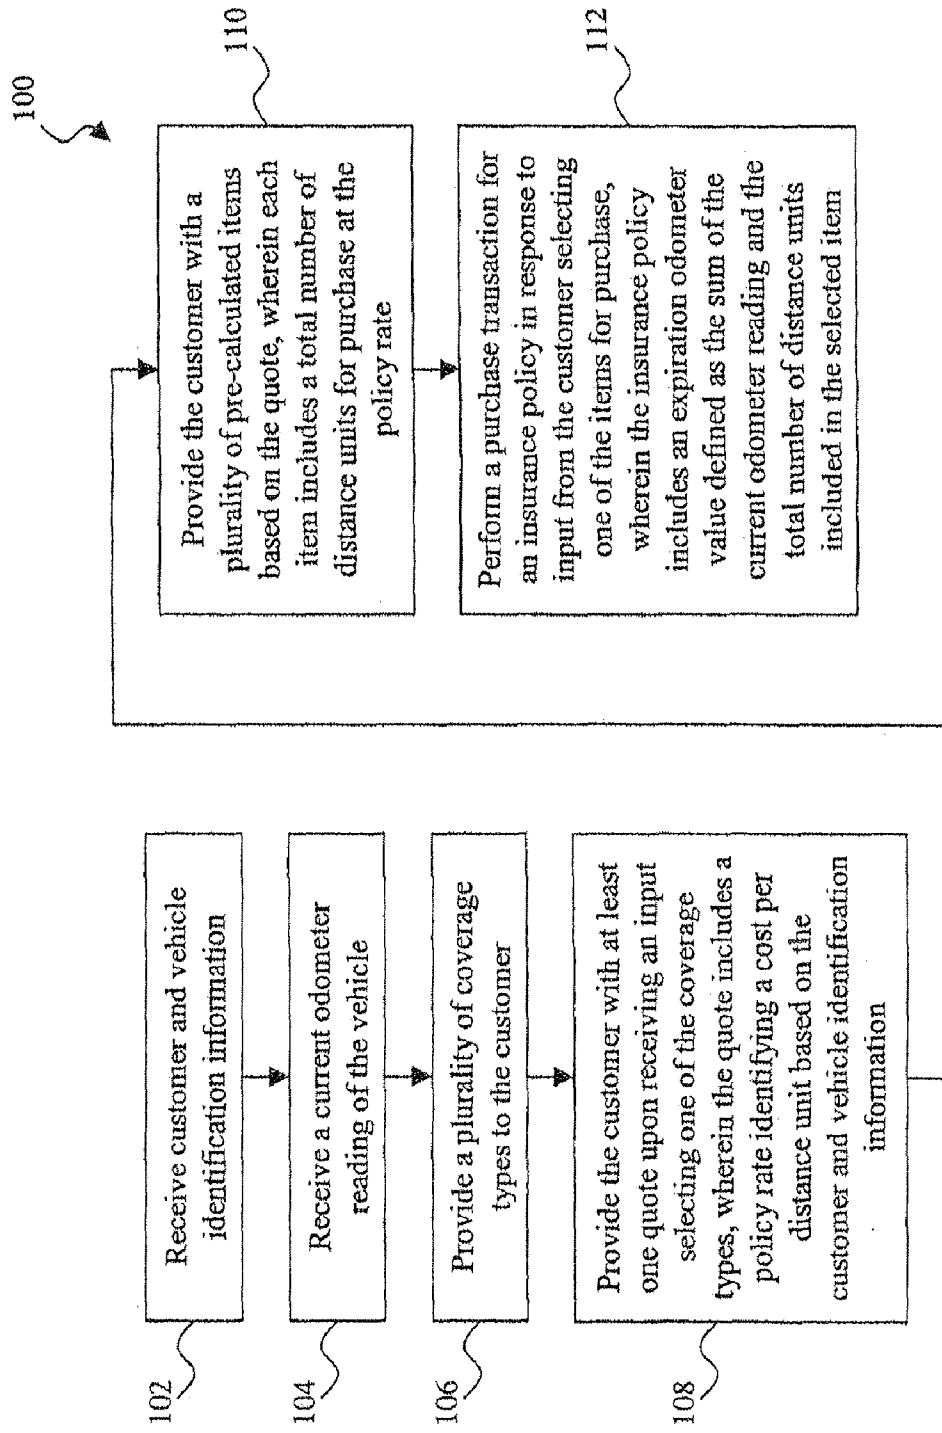 100
102
Receive customer and vehicle
identification information
104
Receive a current odometer
reading of the vehicle
106
Provide a plurality of coverage
types to the customer
108
Provide the customer with at least
one quote upon receiving an input
selecting one of the coverage
types, wherein the quote includes a
policy rate identifying a cost per
distance unit based on the
customer and vehicle identification
information
110
Provide the customer with a
plurality of pre-calculated items
based on the quote, wherein each
item includes a total number of
distance units for purchase at the
policy rate
112
Perform a purchase transaction for
an insurance policy in response to
input from the customer selecting
one of the items for purchase,
wherein the insurance policy
includes an expiration odometer
value defined as the sum of the
current odometer reading and the
total number of distance units
included in the selected item